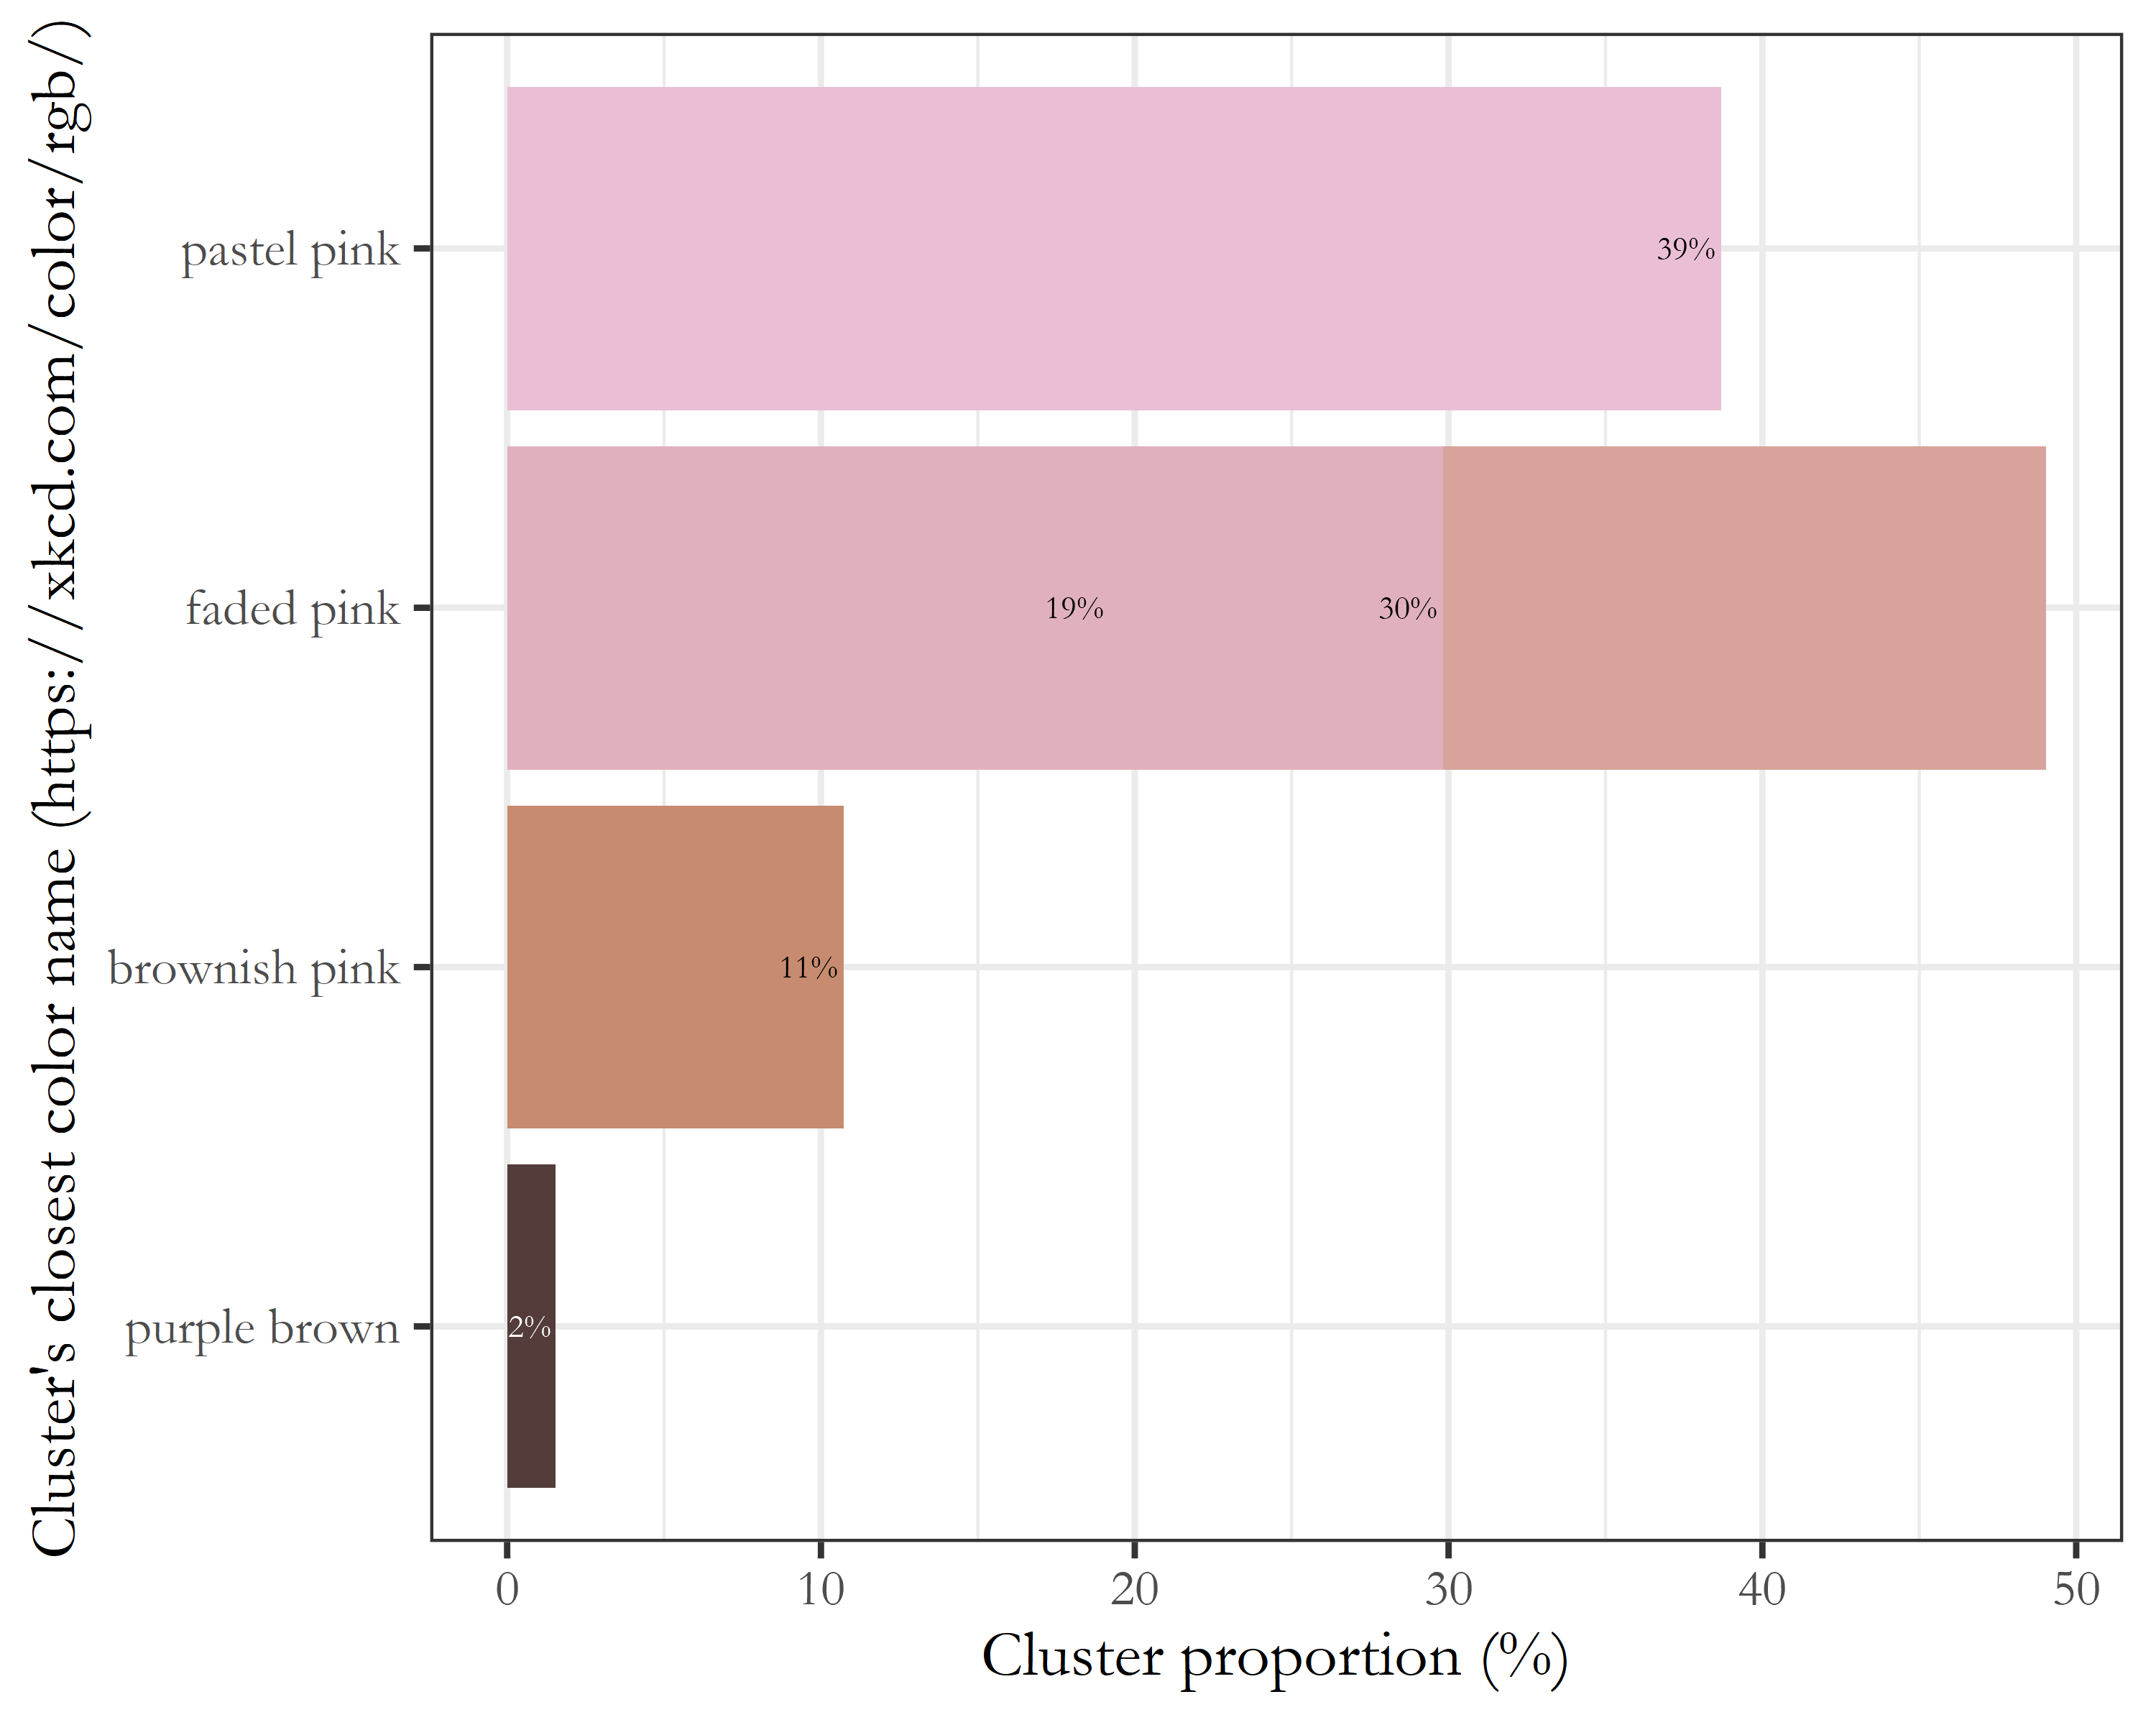 Cluster's closest color name (https://xkcd.com/color/rgb/)
pastel pink
39%
faded pink
19%
30%
brownish pink
11%
purple brown
2%
0 10 20 30 40 50
Cluster proportion (%)